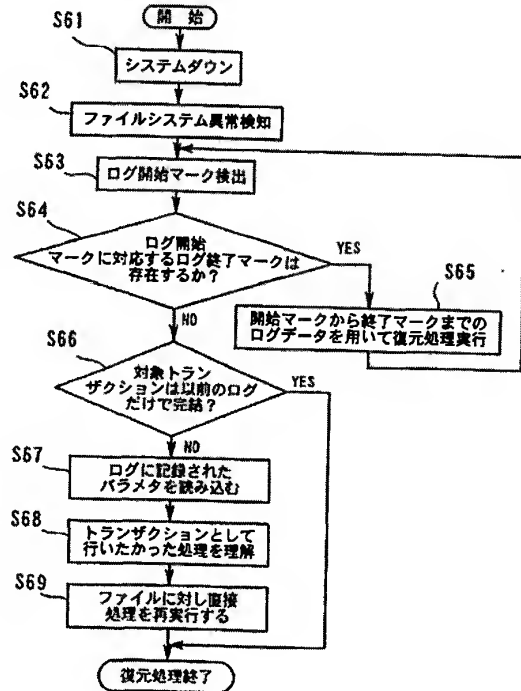 開 始
S61
システムダウン
S62
ファイルシステム異常検知
S63
ログ開始マーク検出
S64
ログ開始
マークに対応するログ終了マークは
存在するか?
YES
S65
開始マークから終了マークまでの
ログデータを用いて復元処理実行
NO
S66
対象トラン
ザクションは以前のログ
だけで完結?
YES
NO
S67
ログに記録された
パラメタを読み込む
S68
トランザクションとして
行いたかった処理を理解
S69
ファイルに対し直接
処理を再実行する
復元処理終了